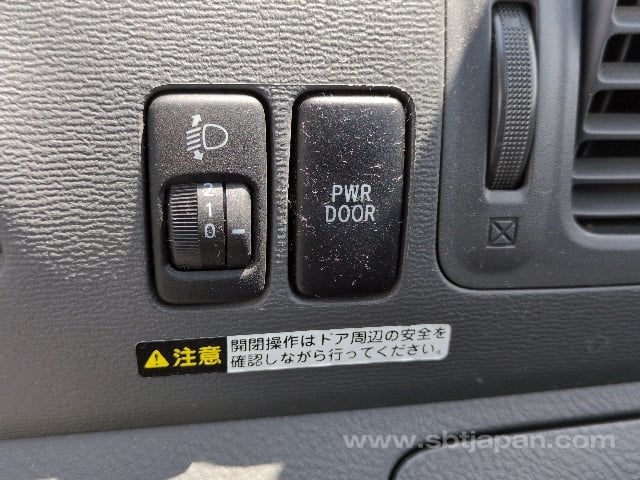 2
1
0
PWR
DOOR
注意
開閉操作はドア周辺の安全を
確認しながら行ってください。
www.sbtjapan.com